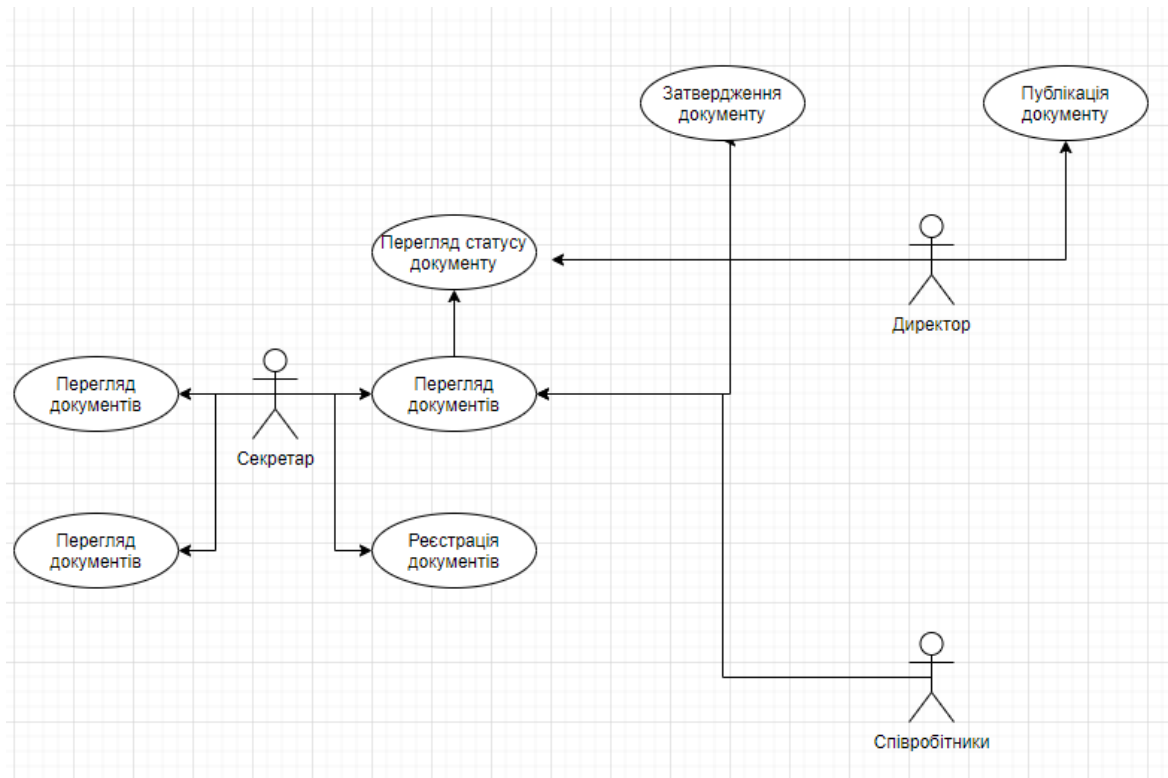 Затвердження
документу
Публікація
документу
Перегляд статусу
документу
Директор
Перегляд
документів
Перегляд
документів
Секретар
Перегляд
документів
Реєстрація
документів
Співробітники